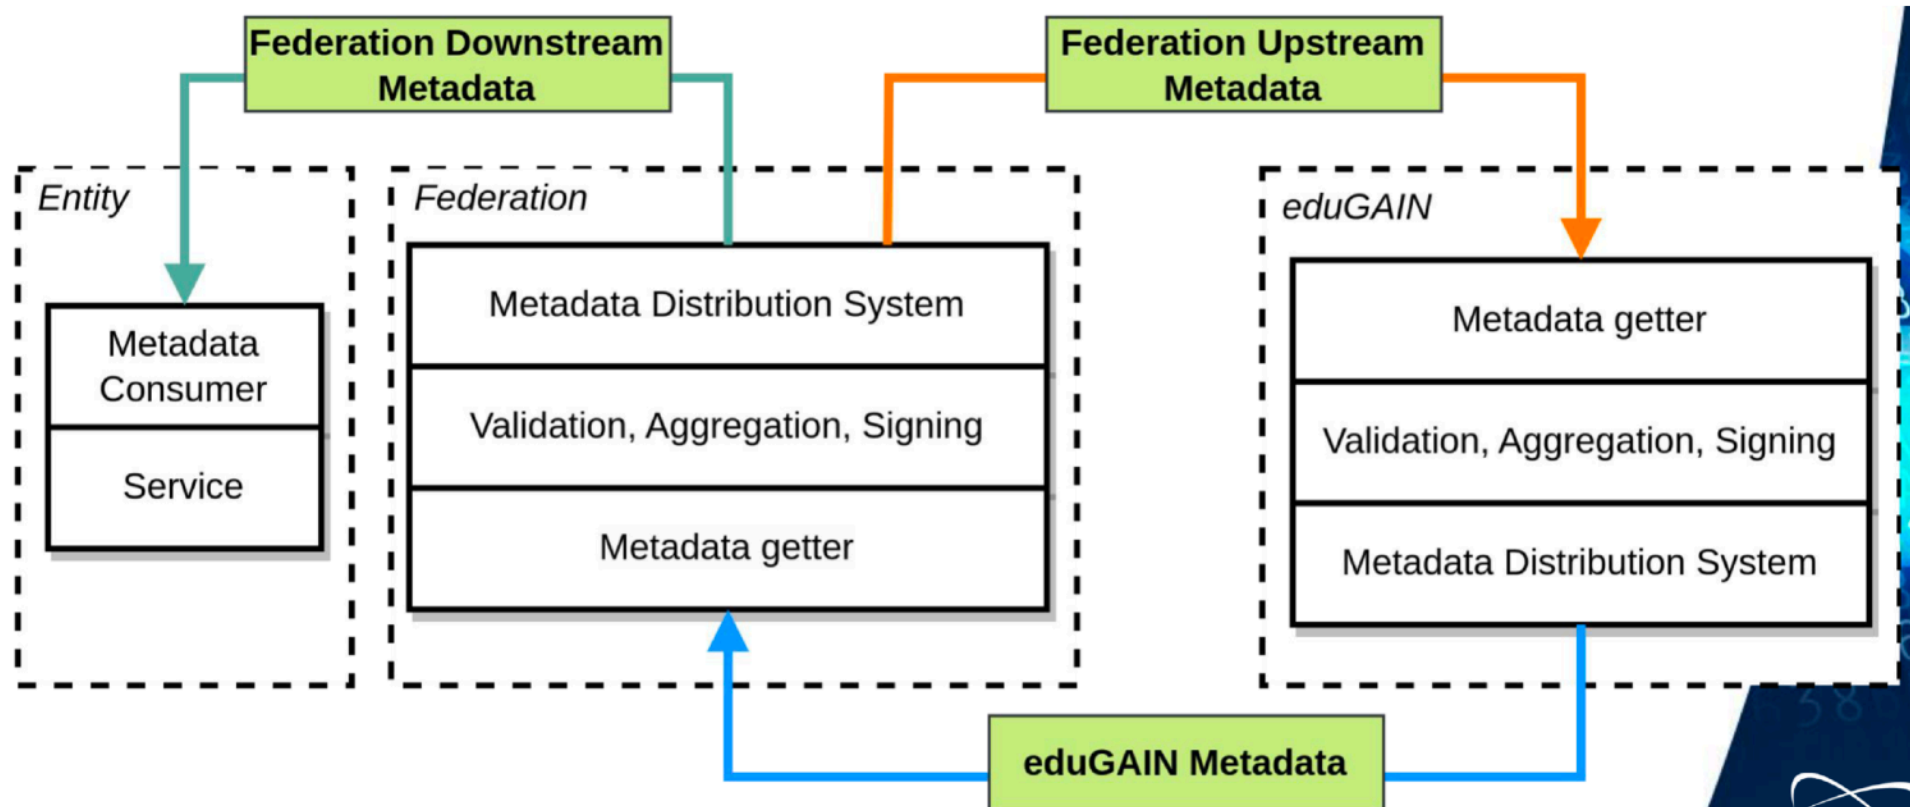 Federation Downstream
Metadata
Federation Upstream
Metadata
Entity
Federation
eduGAIN
Metadata
Consumer
Service
Metadata Distribution System
Validation, Aggregation, Signing
Metadata getter
Metadata getter
Validation, Aggregation, Signing
Metadata Distribution System
eduGAIN Metadata